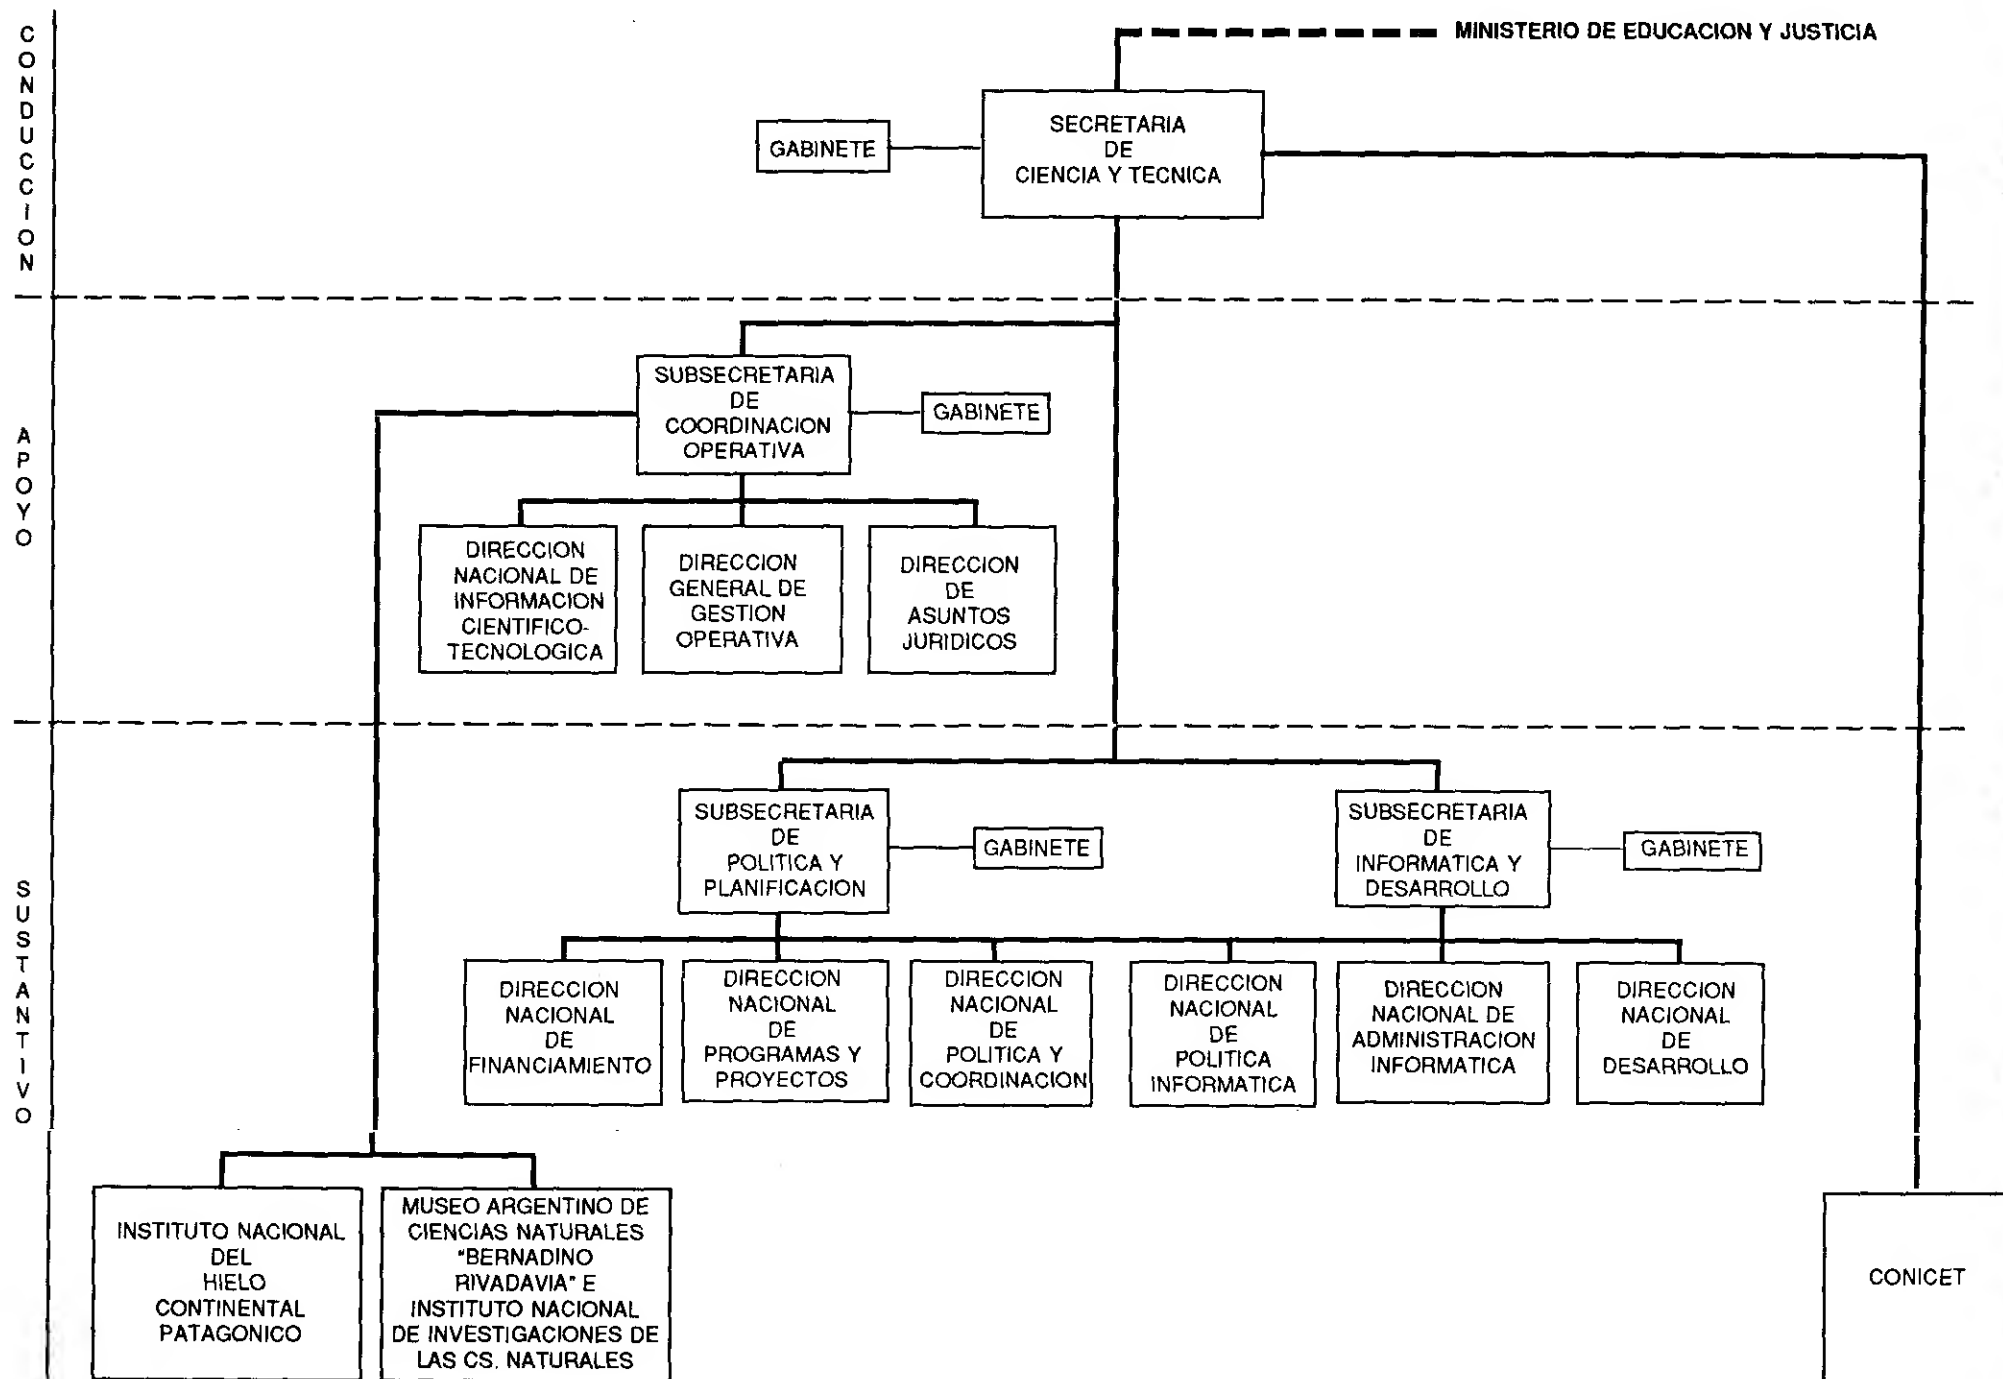 CONDUCCION
MINISTERIO DE EDUCACION Y JUSTICIA
GABINETE
SECRETARIA
DE
CIENCIA Y TECNICA
APOYO
SUBSECRETARIA
DE
COORDINACION
OPERATIVA
GABINETE
DIRECCION
NACIONAL DE
INFORMACION
CIENTIFICO-
TECNOLOGICA
DIRECCION
GENERAL DE
GESTION
OPERATIVA
DIRECCION
DE
ASUNTOS
JURIDICOS
SUSTANTIVO
SUBSECRETARIA
DE
POLITICA Y
PLANIFICACION
GABINETE
SUBSECRETARIA
DE
INFORMATICA Y
DESARROLLO
GABINETE
DIRECCION
NACIONAL
DE
FINANCIAMIENTO
DIRECCION
NACIONAL
DE
PROGRAMAS Y
PROYECTOS
DIRECCION
NACIONAL
DE
POLITICA Y
COORDINACION
DIRECCION
NACIONAL
DE
POLITICA
INFORMATICA
DIRECCION
NACIONAL DE
ADMINISTRACION
INFORMATICA
DIRECCION
NACIONAL
DE
DESARROLLO
INSTITUTO NACIONAL
DEL
HIELO
CONTINENTAL
PATAGONICO
MUSEO ARGENTINO DE
CIENCIAS NATURALES
"BERNADINO
RIVADAVIA" E
INSTITUTO NACIONAL
DE INVESTIGACIONES DE
LAS CS. NATURALES
CONICET